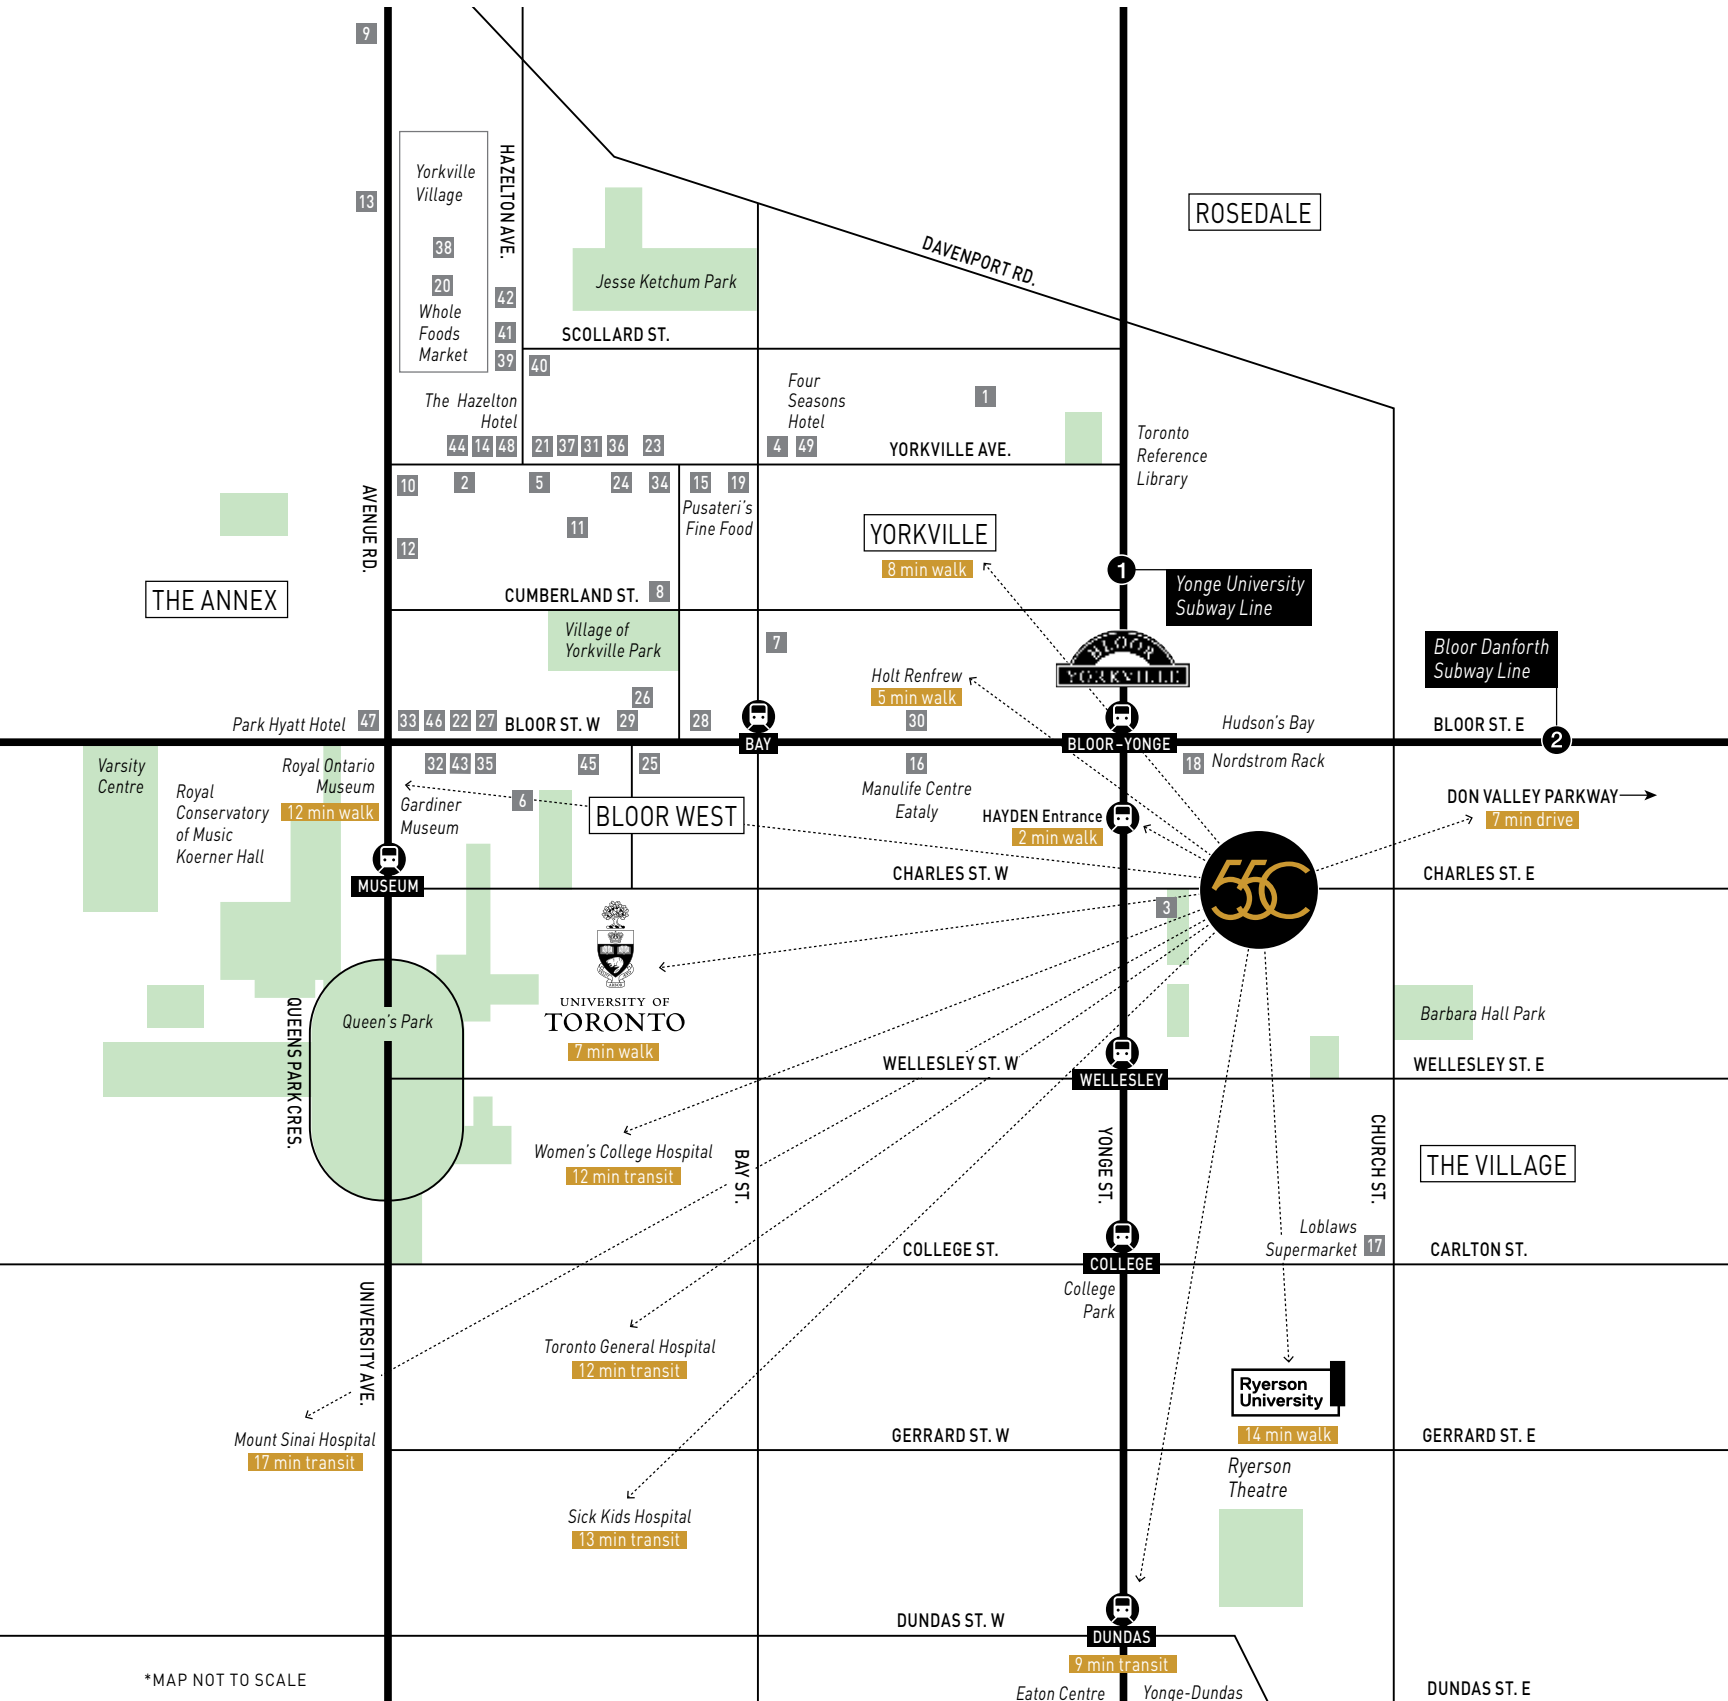 9
Yorkville
Village
HAZELTON AVE.
13
ROSEDALE
38
20
Whole
Foods
Market
42
41
39
Jesse Ketchum Park
DAVENPORT RD.
SCOLLARD ST.
40
The Hazelton
Hotel
Four
Seasons
Hotel
1
44 14 48 21 37 31 36 23 4 49
YORKVILLE AVE.
Toronto
Reference
Library
AVENUE RD.
10 2 5 24 34 15 19
Pusateri's
Fine Food
11
12
YORKVILLE
8 min walk
1
Yonge University
Subway Line
THE ANNEX
CUMBERLAND ST. 8
Village of
Yorkville Park
7
BLOOR
YORKVILLE
Bloor Danforth
Subway Line
Holt Renfrew
5 min walk
26
Park Hyatt Hotel 47 33 46 22 27 BLOOR ST. W 29 28 30
Hudson's Bay
BLOOR ST. E
BAY
BLOOR-YONGE
2
Varsity
Centre
Royal
Conservatory
of Music
Koerner Hall
Royal Ontario
Museum
12 min walk
32 43 35 45 25 16 18
Nordstrom Rack
Manulife Centre
Eataly
Gardiner
Museum
6
BLOOR WEST
HAYDEN Entrance
2 min walk
DON VALLEY PARKWAY
7 min drive
MUSEUM
CHARLES ST. W
55C
CHARLES ST. E
3
UNIVERSITY OF
TORONTO
7 min walk
Queen's Park
QUEENS PARK CRES.
Barbara Hall Park
WELLESLEY ST. W
WELLESLEY
WELLESLEY ST. E
Women's College Hospital
12 min transit
BAY ST.
YONGE ST.
CHURCH ST.
THE VILLAGE
Loblaws
Supermarket 17
COLLEGE ST.
COLLEGE
CARLTON ST.
College
Park
UNIVERSITY AVE.
Toronto General Hospital
12 min transit
Ryerson
University
14 min walk
Mount Sinai Hospital
17 min transit
GERRARD ST. W
GERRARD ST. E
Ryerson
Theatre
Sick Kids Hospital
13 min transit
DUNDAS ST. W
DUNDAS
9 min transit
*MAP NOT TO SCALE
Eaton Centre
Yonge-Dundas
DUNDAS ST. E